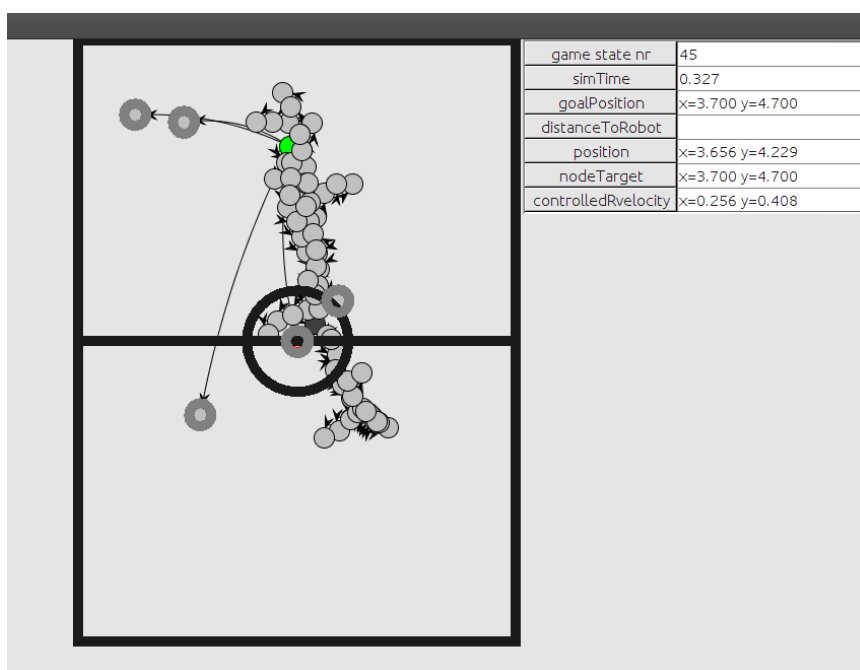 game state nr 45
simTime 0.327
goalPosition x=3.700 y=4.700
distanceToRobot
position x=3.656 y=4.229
nodeTarget x=3.700 y=4.700
controlledRvelocity x=0.256 y=0.408